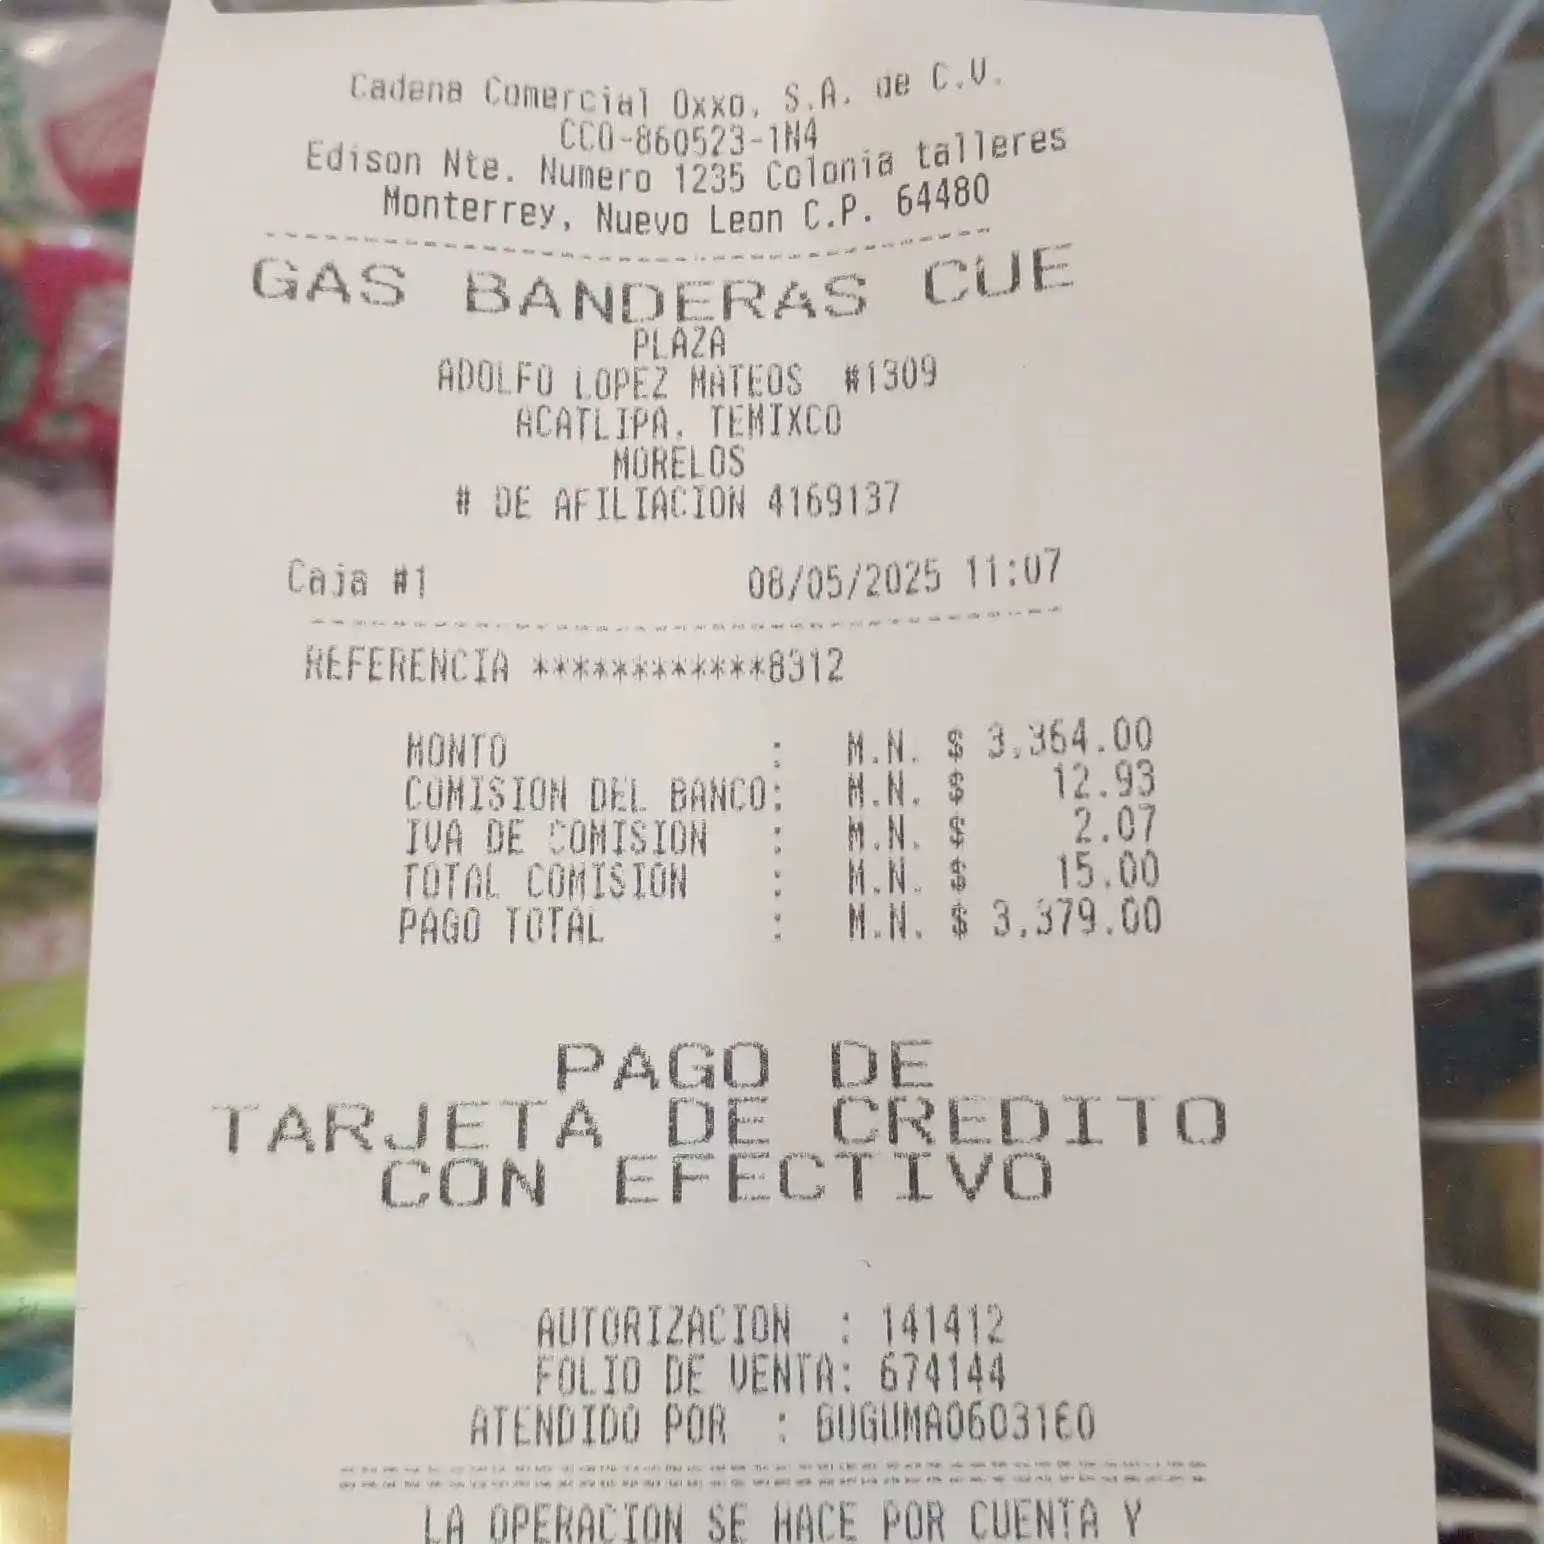 Cadena Comercial Oxxo, S.A. de C.V.
CCO-860523-1N4
Edison Nte. Numero 1235 Colonia talleres
Monterrey, Nuevo Leon C.P. 64480
GAS BANDERAS CUE
PLAZA
ADOLFO LOPEZ MATEOS #1309
ACATLIPA, TEMIXCO
MORELOS
# DE AFILIACION 4169137
Caja #1 08/05/2025 11:07
REFERENCIA ************8312
MONTO : M.N. $ 3,364.00
COMISION DEL BANCO: M.N. $ 12.93
IVA DE COMISION : M.N. $ 2.07
TOTAL COMISION : M.N. $ 15.00
PAGO TOTAL : M.N. $ 3,379.00
PAGO DE
TARJETA DE CREDITO
CON EFECTIVO
AUTORIZACION : 141412
FOLIO DE VENTA: 674144
ATENDIDO POR :
LA OPERACION SE HACE POR CUENTA Y